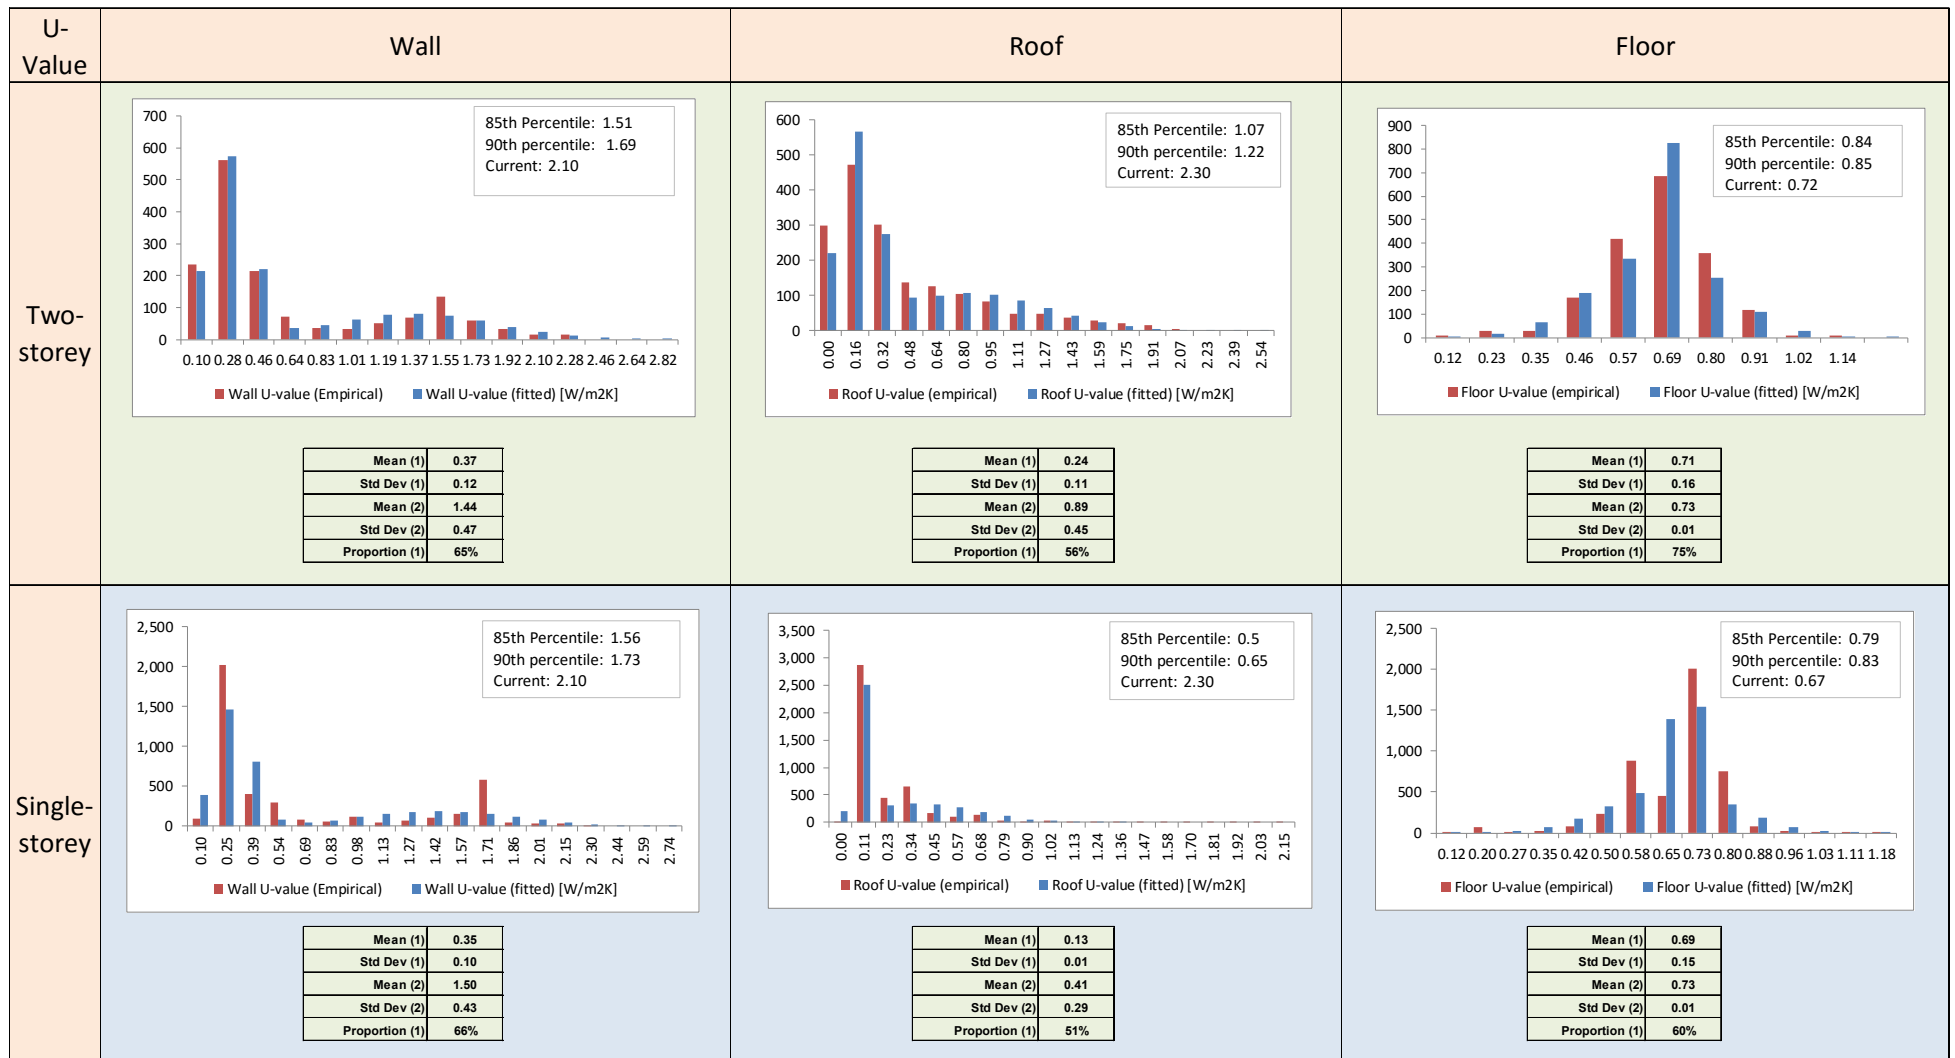 U-
Value
Wall
Roof
Floor
Two-
storey
700
600
500
400
300
200
100
0
85th Percentile: 1.51
90th percentile: 1.69
Current: 2.10
0.10 0.28 0.46 0.64 0.83 1.01 1.19 1.37 1.55 1.73 1.92 2.10 2.28 2.46 2.64 2.82
Wall U-value (Empirical) Wall U-value (fitted) [W/m2K]
Mean (1) 0.37
Std Dev (1) 0.12
Mean (2) 1.44
Std Dev (2) 0.47
Proportion (1) 65%
600
500
400
300
200
100
0
85th Percentile: 1.07
90th percentile: 1.22
Current: 2.30
0.00 0.16 0.32 0.48 0.64 0.80 0.95 1.11 1.27 1.43 1.59 1.75 1.91 2.07 2.23 2.39 2.54
Roof U-value (empirical) Roof U-value (fitted) [W/m2K]
Mean (1) 0.24
Std Dev (1) 0.11
Mean (2) 0.89
Std Dev (2) 0.45
Proportion (1) 56%
900
800
700
600
500
400
300
200
100
0
85th Percentile: 0.84
90th percentile: 0.85
Current: 0.72
0.12 0.23 0.35 0.46 0.57 0.69 0.80 0.91 1.02 1.14
Floor U-value (empirical) Floor U-value (fitted) [W/m2K]
Mean (1) 0.71
Std Dev (1) 0.16
Mean (2) 0.73
Std Dev (2) 0.01
Proportion (1) 75%
Single-
storey
2,500
2,000
1,500
1,000
500
0
85th Percentile: 1.56
90th percentile: 1.73
Current: 2.10
0.10 0.25 0.39 0.54 0.69 0.83 0.98 1.13 1.27 1.42 1.57 1.71 1.86 2.01 2.15 2.30 2.44 2.59 2.74
Wall U-value (Empirical) Wall U-value (fitted) [W/m2K]
Mean (1) 0.35
Std Dev (1) 0.10
Mean (2) 1.50
Std Dev (2) 0.43
Proportion (1) 66%
3,500
3,000
2,500
2,000
1,500
1,000
500
0
85th Percentile: 0.5
90th percentile: 0.65
Current: 2.30
0.00 0.11 0.23 0.34 0.45 0.57 0.68 0.79 0.90 1.02 1.13 1.24 1.36 1.47 1.58 1.70 1.81 1.92 2.03 2.15
Roof U-value (empirical) Roof U-value (fitted) [W/m2K]
Mean (1) 0.13
Std Dev (1) 0.01
Mean (2) 0.41
Std Dev (2) 0.29
Proportion (1) 51%
2,500
2,000
1,500
1,000
500
0
85th Percentile: 0.79
90th percentile: 0.83
Current: 0.67
0.12 0.20 0.27 0.35 0.42 0.50 0.58 0.65 0.73 0.80 0.88 0.96 1.03 1.11 1.18
Floor U-value (empirical) Floor U-value (fitted) [W/m2K]
Mean (1) 0.69
Std Dev (1) 0.15
Mean (2) 0.73
Std Dev (2) 0.01
Proportion (1) 60%